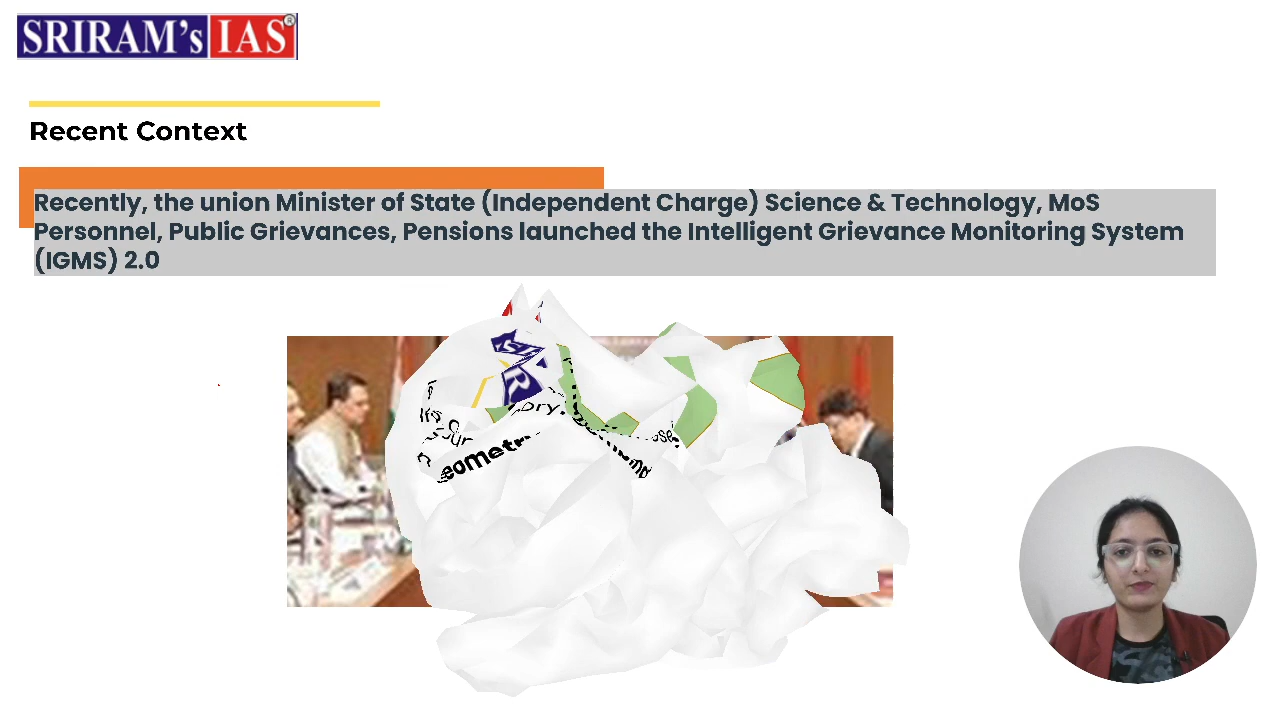 SRIRAM's IAS®
Recent Context
Recently, the union Minister of State (Independent Charge) Science & Technology, MoS
Personnel, Public Grievances, Pensions launched the Intelligent Grievance Monitoring System
(IGMS) 2.0